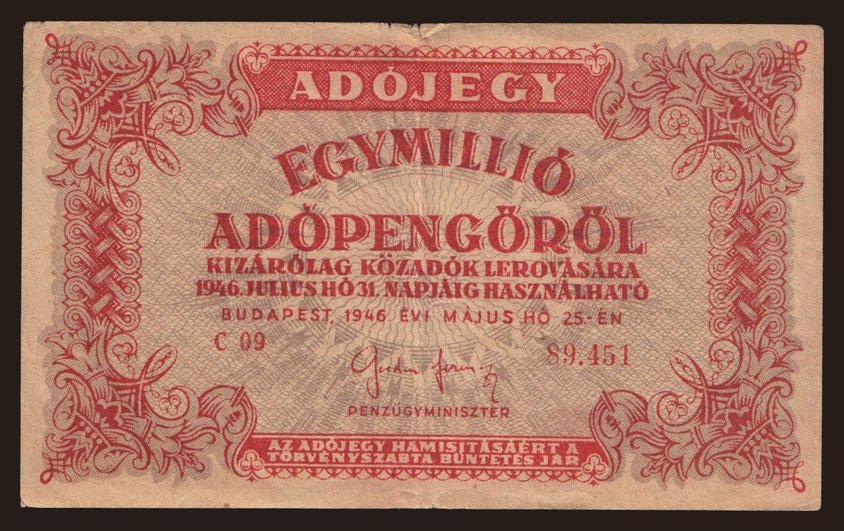 ADÓJEGY
EGYMILLIÓ
ADÓPENGŐRŐL
KIZÁRÓLAG KÖZADÓK LEROVÁSÁRA
1946. JULIUS HÓ 31. NAPJÁIG HASZNÁLHATÓ
BUDAPEST, 1946 ÉVI MÁJUS HÓ 25.-ÉN
C 09
89.451
PÉNZÜGYMINISZTER
AZ ADÓJEGY HAMISITÁSÁÉRT A
TÖRVÉNYSZABTA BÜNTETÉS JÁR